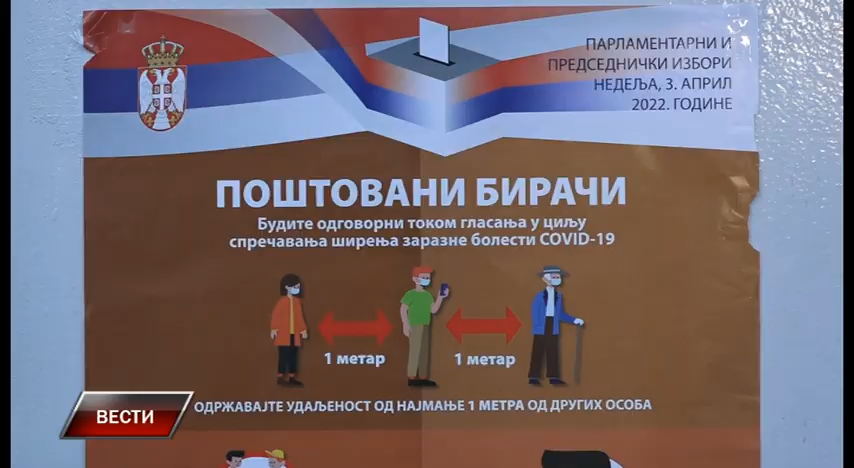 ПАРЛАМЕНТАРНИ И
ПРЕДСЕДНИЧКИ ИЗБОРИ
НЕДЕЉА, 3. АПРИЛ
2022. ГОДИНЕ
ПОШТОВАНИ БИРАЧИ
Будите одговорни током гласања у циљу
спречавања ширења заразне болести COVID-19
1 метар
1 метар
ОДРЖАВАЈТЕ УДАЉЕНОСТ ОД НАЈМАЊЕ 1 МЕТРА ОД ДРУГИХ ОСОБА
ВЕСТИ